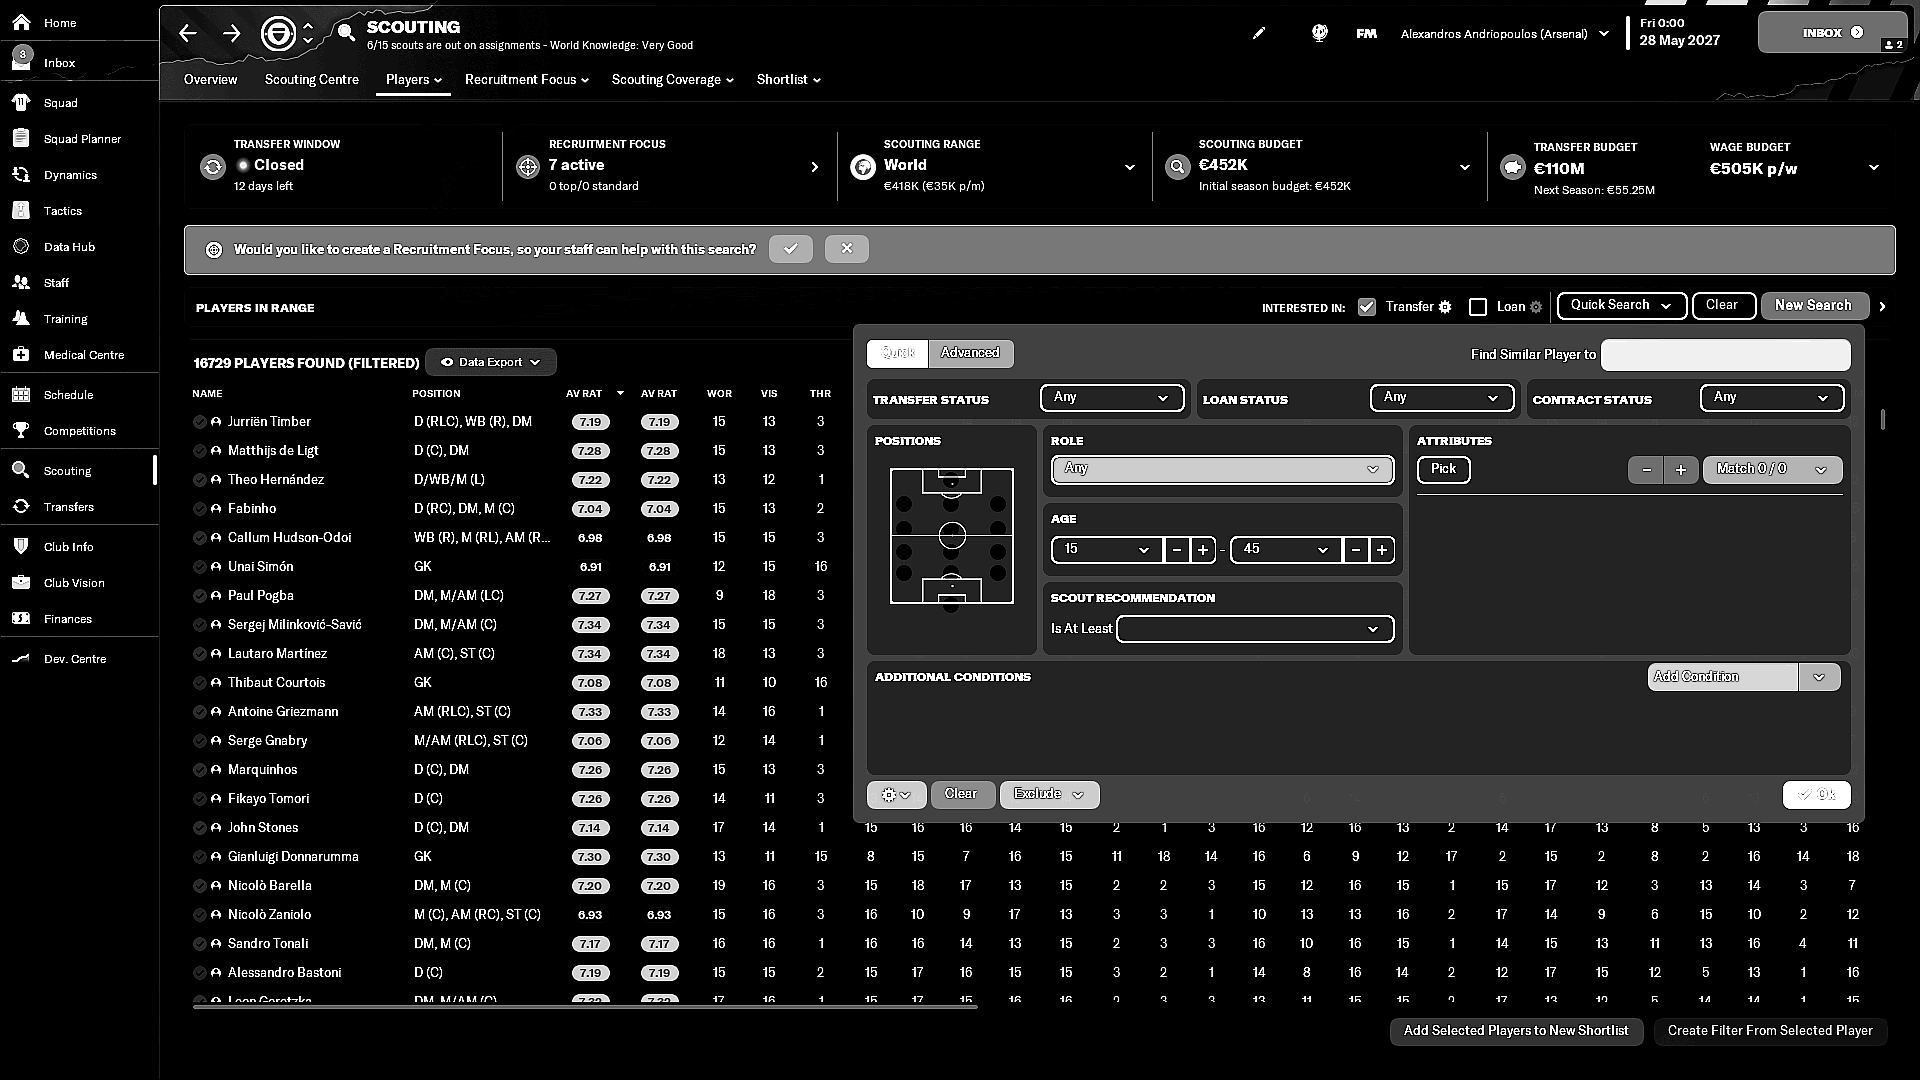 Home
3
Inbox
Squad
Squad Planner
Dynamics
Tactics
Data Hub
Staff
Training
Medical Centre
Schedule
Competitions
Scouting
Transfers
Club Info
Club Vision
Finances
Dev. Centre
SCOUTING
6/15 scouts are out on assignments - World Knowledge: Very Good
FM
Alexandros Andriopoulos (Arsenal)
Fri 0:00
28 May 2027
INBOX
2
Overview Scouting Centre Players Recruitment Focus Scouting Coverage Shortlist
TRANSFER WINDOW
Closed
12 days left
RECRUITMENT FOCUS
7 active
0 top/0 standard
SCOUTING RANGE
World
€418K (€35K p/m)
SCOUTING BUDGET
€452K
Initial season budget: €452K
TRANSFER BUDGET
€110M
Next Season: €55.25M
WAGE BUDGET
€505K p/w
Would you like to create a Recruitment Focus, so your staff can help with this search?
PLAYERS IN RANGE
INTERESTED IN: Transfer Loan Quick Search Clear New Search
16729 PLAYERS FOUND (FILTERED) Data Export
NAME POSITION AV RAT AV RAT WOR VIS THR
Jurriën Timber D (RLC), WB (R), DM 7.19 7.19 15 13 3
Matthijs de Ligt D (C), DM 7.28 7.28 15 13 3
Theo Hernández D/WB/M (L) 7.22 7.22 13 12 1
Fabinho D (RC), DM, M (C) 7.04 7.04 15 13 2
Callum Hudson-Odoi WB (R), M (RL), AM (R... 6.98 6.98 15 15 3
Unai Simón GK 6.91 6.91 12 15 16
Paul Pogba DM, M/AM (LC) 7.27 7.27 9 18 3
Sergej Milinković-Savić DM, M/AM (C) 7.34 7.34 15 15 3
Lautaro Martínez AM (C), ST (C) 7.34 7.34 18 13 3
Thibaut Courtois GK 7.08 7.08 11 10 16
Antoine Griezmann AM (RLC), ST (C) 7.33 7.33 14 16 1
Serge Gnabry M/AM (RLC), ST (C) 7.06 7.06 12 14 1
Marquinhos D (C), DM 7.26 7.26 15 13 3
Fikayo Tomori D (C) 7.26 7.26 14 11 3
John Stones D (C), DM 7.14 7.14 17 14 1 15 16 16 14 15 2 1 3 16 12 16 13 2 14 17 13 8 5 13 3 16
Gianluigi Donnarumma GK 7.30 7.30 13 11 15 8 15 7 16 15 11 18 14 16 6 9 12 17 2 15 2 8 2 16 14 18
Nicolò Barella DM, M (C) 7.20 7.20 19 16 3 15 18 17 13 15 2 2 3 15 12 16 15 1 15 17 12 3 13 14 3 7
Nicolò Zaniolo M (C), AM (RC), ST (C) 6.93 6.93 15 16 3 16 10 9 17 13 3 3 1 10 13 13 16 2 17 14 9 6 15 10 2 12
Sandro Tonali DM, M (C) 7.17 7.17 16 16 1 16 16 14 13 15 2 3 3 16 10 16 15 1 14 15 13 11 13 16 4 11
Alessandro Bastoni D (C) 7.19 7.19 15 15 2 15 17 16 15 15 3 2 1 14 8 16 14 2 12 17 15 12 5 13 1 16
Leon Goretzka DM, M/AM (C) 17 16 1 15 17 15 16 16 2 3 3 13 11 15 15 2 17 13 12 5 14 14 1 15
Quick Advanced
Find Similar Player to
TRANSFER STATUS Any
LOAN STATUS Any
CONTRACT STATUS Any
POSITIONS
ROLE
Any
AGE
15 - + - 45 - +
SCOUT RECOMMENDATION
Is At Least
ATTRIBUTES
Pick - + Match 0 / 0
ADDITIONAL CONDITIONS Add Condition
Clear Exclude Ok
Add Selected Players to New Shortlist Create Filter From Selected Player